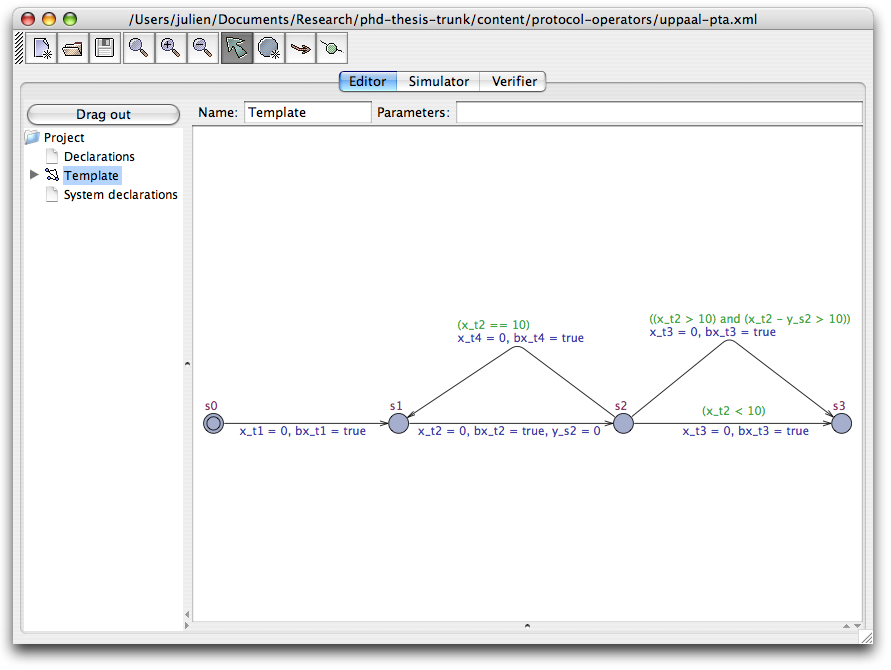 /Users/julien/Documents/Research/phd-thesis-trunk/content/protocol-operators/uppaal-pta.xml
Editor Simulator Verifier
Drag out
Name: Template Parameters:
Project
Declarations
Template
System declarations
((x_t2 > 10) and (x_t2 - y_s2 > 10))
x_t3 = 0, bx_t3 = true
(x_t2 == 10)
x_t4 = 0, bx_t4 = true
s0 s1 s2 (x_t2 < 10) s3
x_t1 = 0, bx_t1 = true x_t2 = 0, bx_t2 = true, y_s2 = 0 x_t3 = 0, bx_t3 = true